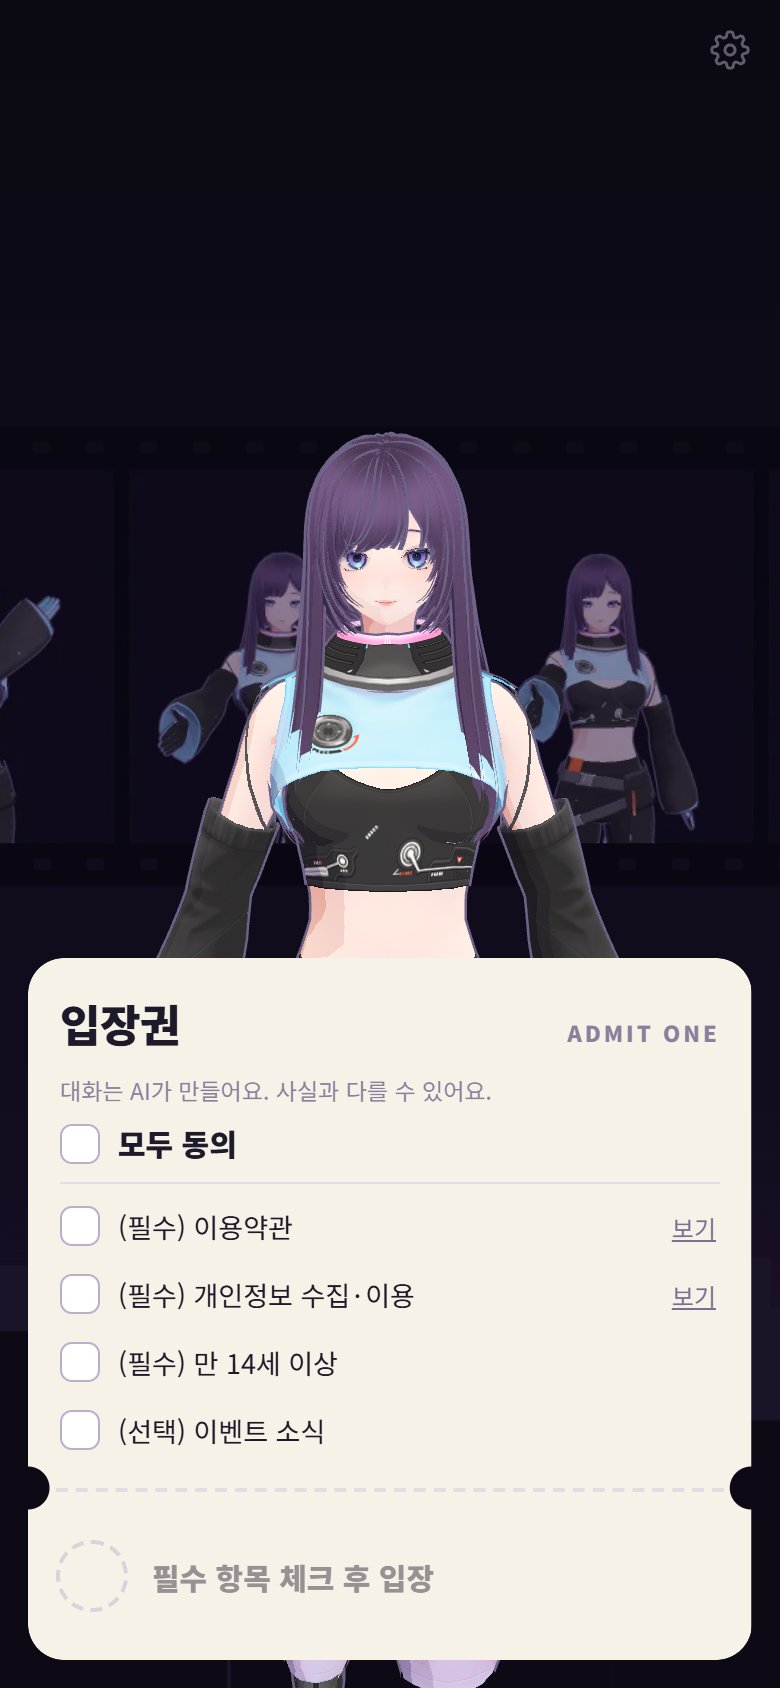 입장권
ADMIT ONE
대화는 AI가 만들어요. 사실과 다를 수 있어요.
모두 동의
(필수) 이용약관 보기
(필수) 개인정보 수집·이용 보기
(필수) 만 14세 이상
(선택) 이벤트 소식
필수 항목 체크 후 입장